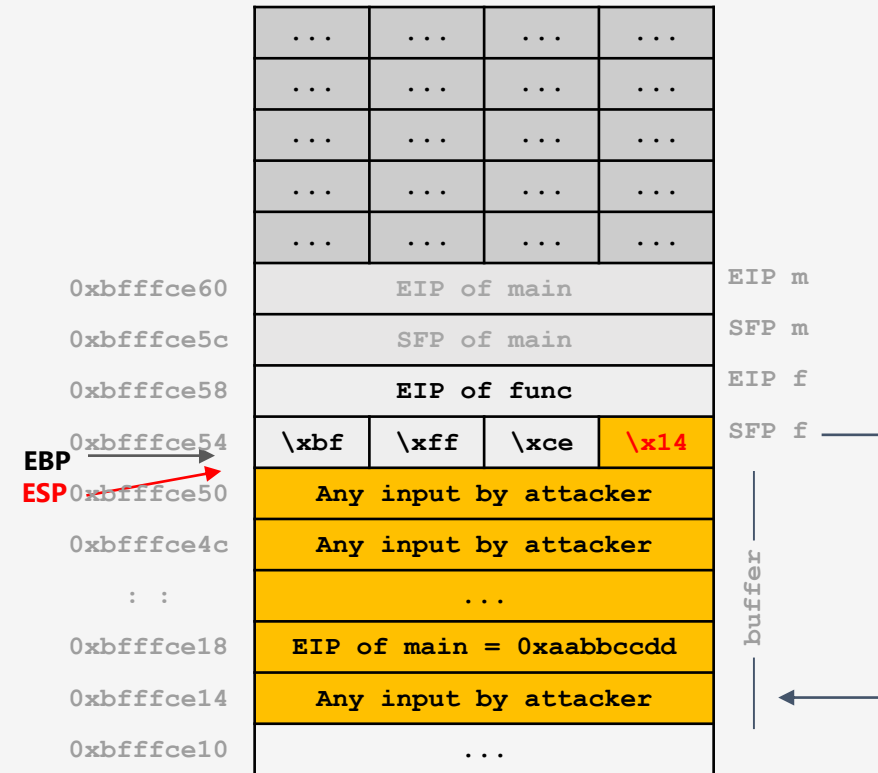 ... ... ... ...
... ... ... ...
... ... ... ...
... ... ... ...
... ... ... ...
0xbfffce60 EIP of main EIP m
0xbfffce5c SFP of main SFP m
0xbfffce58 EIP of func EIP f
0xbfffce54 \xbf \xff \xce \x14 SFP f
EBP
ESP 0xbfffce50 Any input by attacker
0xbfffce4c Any input by attacker
: : ...
buffer
0xbfffce18 EIP of main = 0xaabbccdd
0xbfffce14 Any input by attacker
0xbfffce10 ...